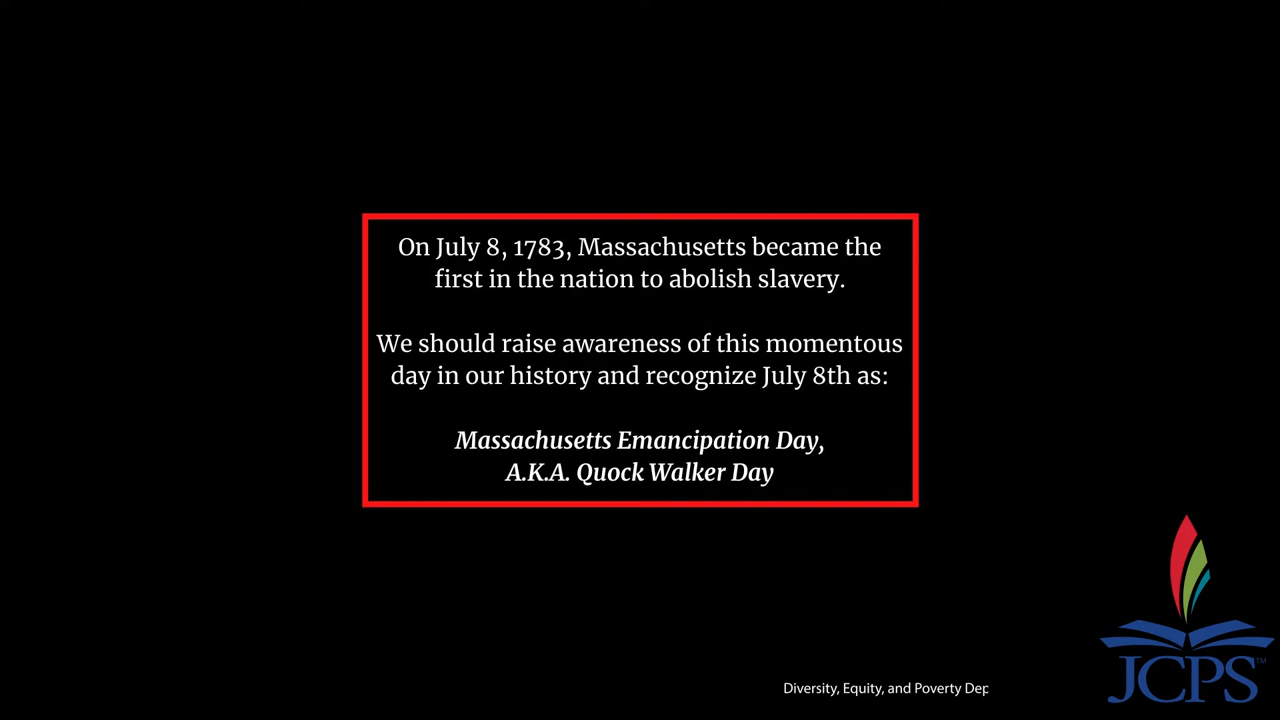 On July 8, 1783, Massachusetts became the
first in the nation to abolish slavery.
We should raise awareness of this momentous
day in our history and recognize July 8th as:
Massachusetts Emancipation Day,
A.K.A. Quock Walker Day
JCPS™
Diversity, Equity, and Poverty Dep